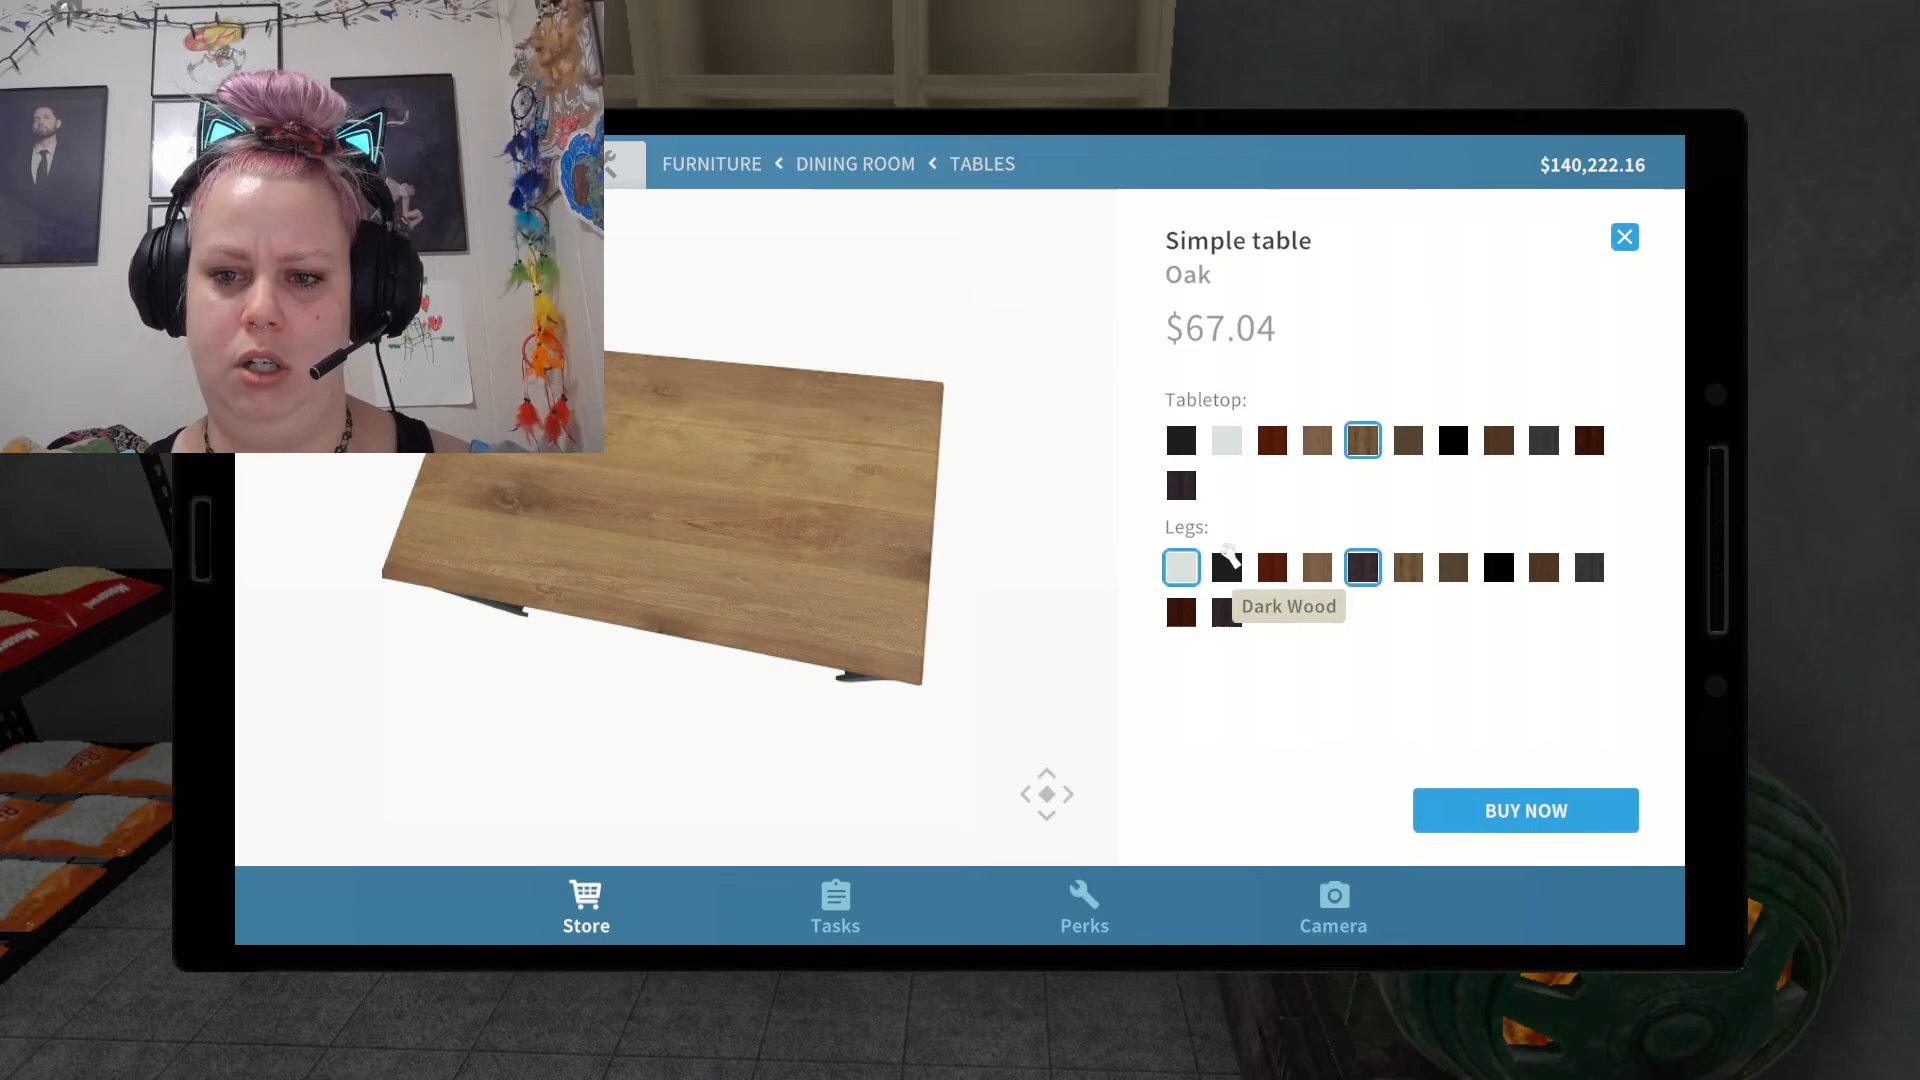 FURNITURE < DINING ROOM < TABLES
$140,222.16
Simple table
Oak
$67.04
Tabletop:
Legs:
Dark Wood
BUY NOW
Store
Tasks
Perks
Camera
Rice